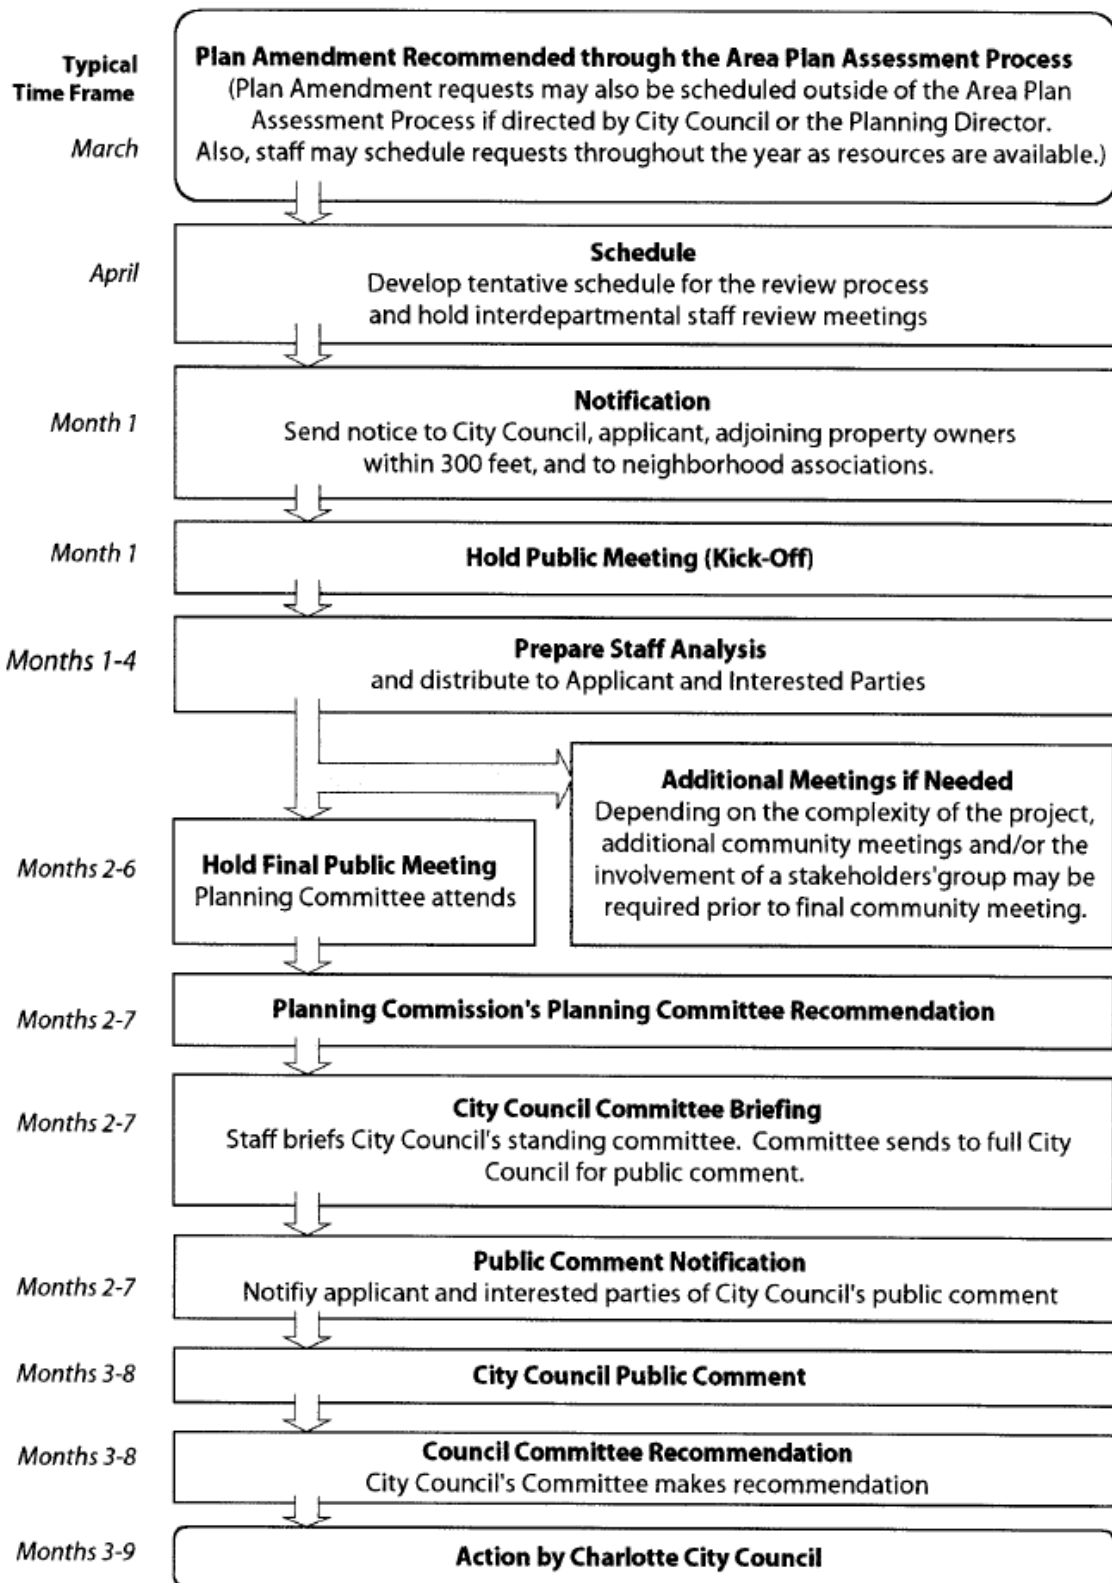 Typical
Time Frame
March
Plan Amendment Recommended through the Area Plan Assessment Process
(Plan Amendment requests may also be scheduled outside of the Area Plan
Assessment Process if directed by City Council or the Planning Director.
Also, staff may schedule requests throughout the year as resources are available.)
April
Schedule
Develop tentative schedule for the review process
and hold interdepartmental staff review meetings
Month 1
Notification
Send notice to City Council, applicant, adjoining property owners
within 300 feet, and to neighborhood associations.
Month 1
Hold Public Meeting (Kick-Off)
Months 1-4
Prepare Staff Analysis
and distribute to Applicant and Interested Parties
Additional Meetings if Needed
Depending on the complexity of the project,
additional community meetings and/or the
involvement of a stakeholders'group may be
required prior to final community meeting.
Months 2-6
Hold Final Public Meeting
Planning Committee attends
Months 2-7
Planning Commission's Planning Committee Recommendation
Months 2-7
City Council Committee Briefing
Staff briefs City Council's standing committee. Committee sends to full City
Council for public comment.
Months 2-7
Public Comment Notification
Notifiy applicant and interested parties of City Council's public comment
Months 3-8
City Council Public Comment
Months 3-8
Council Committee Recommendation
City Council's Committee makes recommendation
Months 3-9
Action by Charlotte City Council